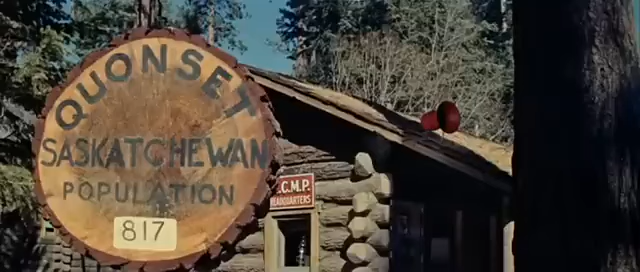 QUONSET
SASKATCHEWAN
POPULATION
817
.C.M.P.
HEADQUARTERS